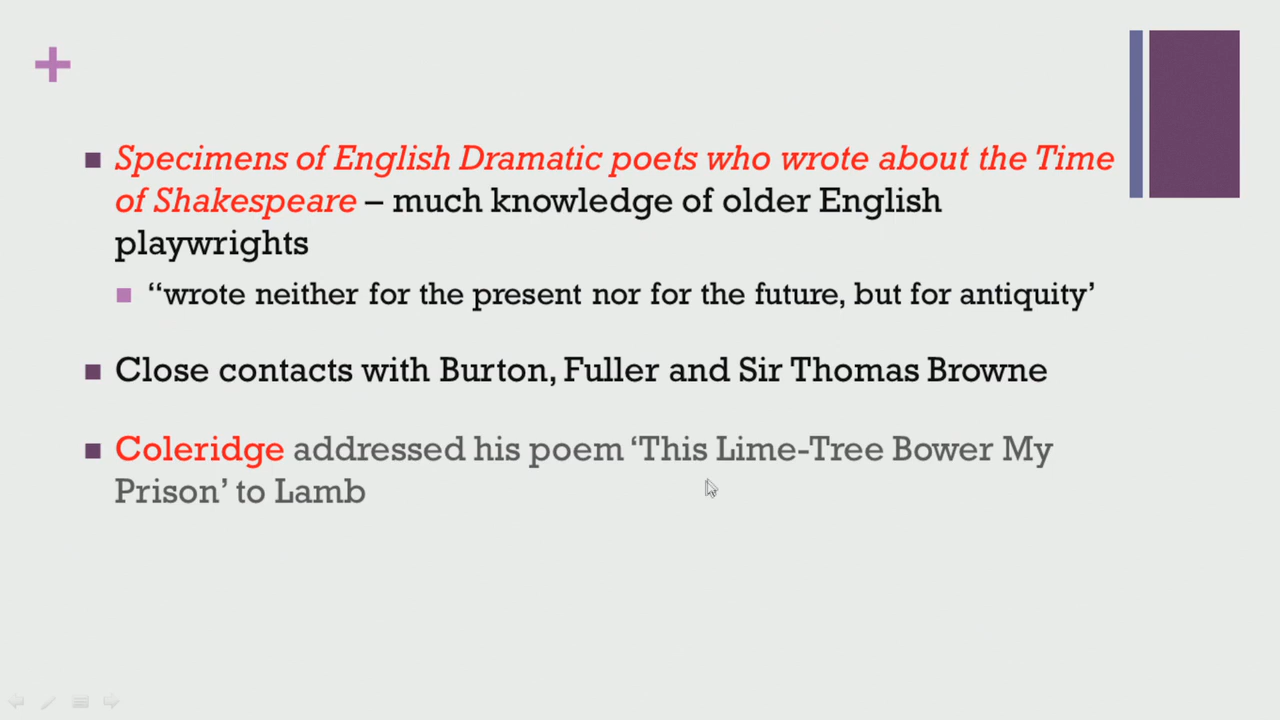 Specimens of English Dramatic poets who wrote about the Time
of Shakespeare – much knowledge of older English
playwrights
“wrote neither for the present nor for the future, but for antiquity’
Close contacts with Burton, Fuller and Sir Thomas Browne
Coleridge addressed his poem ‘This Lime-Tree Bower My
Prison’ to Lamb